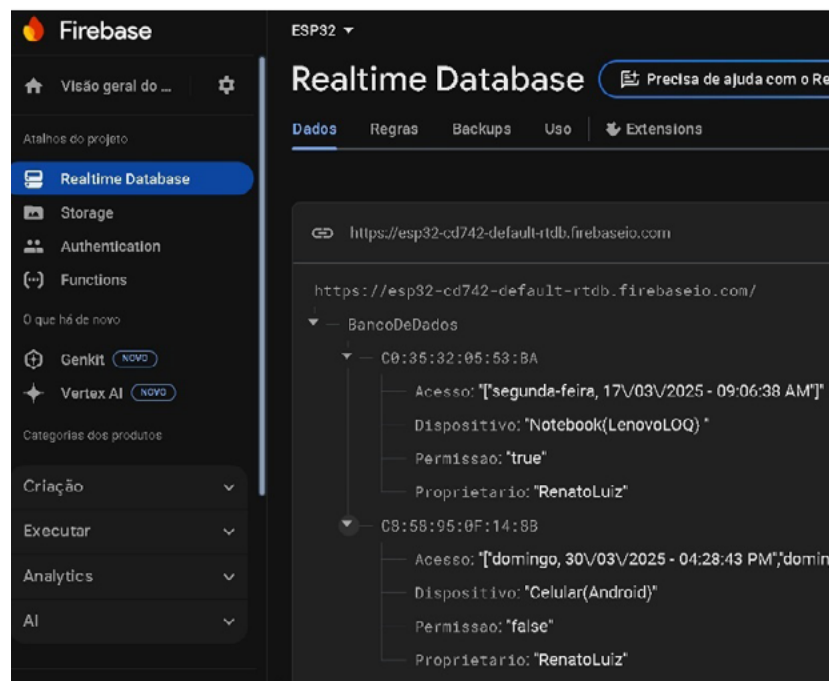 Firebase
ESP32
Visão geral do ...
Realtime Database
Precisa de ajuda com o Re
Atalhos do projeto
Dados Regras Backups Uso Extensions
Realtime Database
Storage
Authentication
Functions
O que há de novo
Genkit NOVO
Vertex AI NOVO
Categorias dos produtos
Criação
Executar
Analytics
AI
https://esp32-cd742-default-rtdb.firebaseio.com
https://esp32-cd742-default-rtdb.firebaseio.com/
BancoDeDados
C0:35:32:05:53:BA
Acesso: "["segunda-feira, 17\/03\/2025 - 09:06:38 AM"]"
Dispositivo: "Notebook(LenovoLOQ) "
Permissao: "true"
Proprietario: "RenatoLuiz"
C8:58:95:0F:14:8B
Acesso: "["domingo, 30\/03\/2025 - 04:28:43 PM","domin
Dispositivo: "Celular(Android)"
Permissao: "false"
Proprietario: "RenatoLuiz"